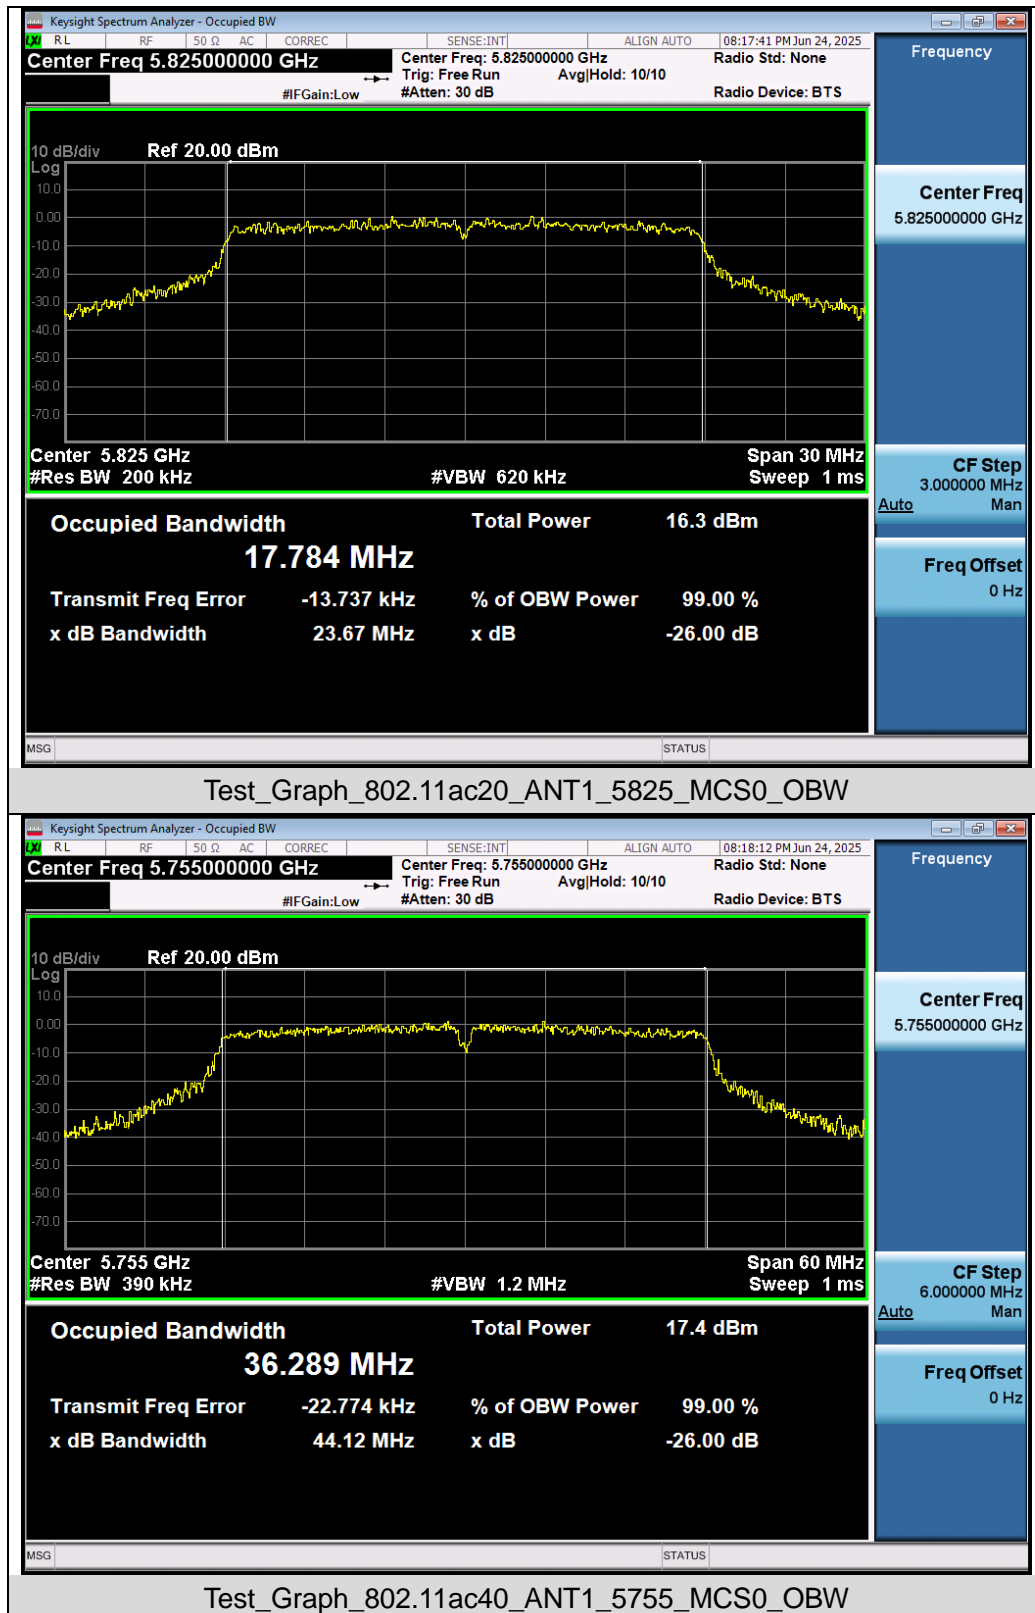 Keysight Spectrum Analyzer - Occupied BW
LXI RL RF 50 Ω AC CORREC SENSE:INT ALIGN AUTO 08:17:41 PM Jun 24, 2025
Center Freq 5.825000000 GHz
Center Freq: 5.825000000 GHz Radio Std: None
Trig: Free Run Avg|Hold: 10/10
#IFGain:Low #Atten: 30 dB Radio Device: BTS
Frequency
10 dB/div Ref 20.00 dBm
Log
10.0
0.00
-10.0
-20.0
-30.0
-40.0
-50.0
-60.0
-70.0
Center 5.825 GHz Span 30 MHz
#Res BW 200 kHz #VBW 620 kHz Sweep 1 ms
Center Freq
5.825000000 GHz
CF Step
3.000000 MHz
Auto Man
Freq Offset
0 Hz
Occupied Bandwidth Total Power 16.3 dBm
17.784 MHz
Transmit Freq Error -13.737 kHz % of OBW Power 99.00 %
x dB Bandwidth 23.67 MHz x dB -26.00 dB
MSG STATUS
Test_Graph_802.11ac20_ANT1_5825_MCS0_OBW
Keysight Spectrum Analyzer - Occupied BW
LXI RL RF 50 Ω AC CORREC SENSE:INT ALIGN AUTO 08:18:12 PM Jun 24, 2025
Center Freq 5.755000000 GHz
Center Freq: 5.755000000 GHz Radio Std: None
Trig: Free Run Avg|Hold: 10/10
#IFGain:Low #Atten: 30 dB Radio Device: BTS
Frequency
10 dB/div Ref 20.00 dBm
Log
10.0
0.00
-10.0
-20.0
-30.0
-40.0
-50.0
-60.0
-70.0
Center 5.755 GHz Span 60 MHz
#Res BW 390 kHz #VBW 1.2 MHz Sweep 1 ms
Center Freq
5.755000000 GHz
CF Step
6.000000 MHz
Auto Man
Freq Offset
0 Hz
Occupied Bandwidth Total Power 17.4 dBm
36.289 MHz
Transmit Freq Error -22.774 kHz % of OBW Power 99.00 %
x dB Bandwidth 44.12 MHz x dB -26.00 dB
MSG STATUS
Test_Graph_802.11ac40_ANT1_5755_MCS0_OBW